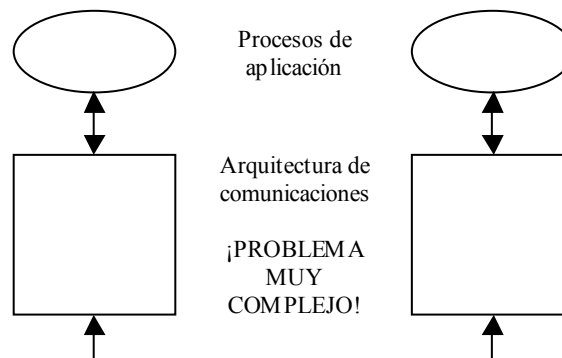 Procesos de
aplicación
Arquitectura de
comunicaciones
¡PROBLEMA
MUY
COMPLEJO!